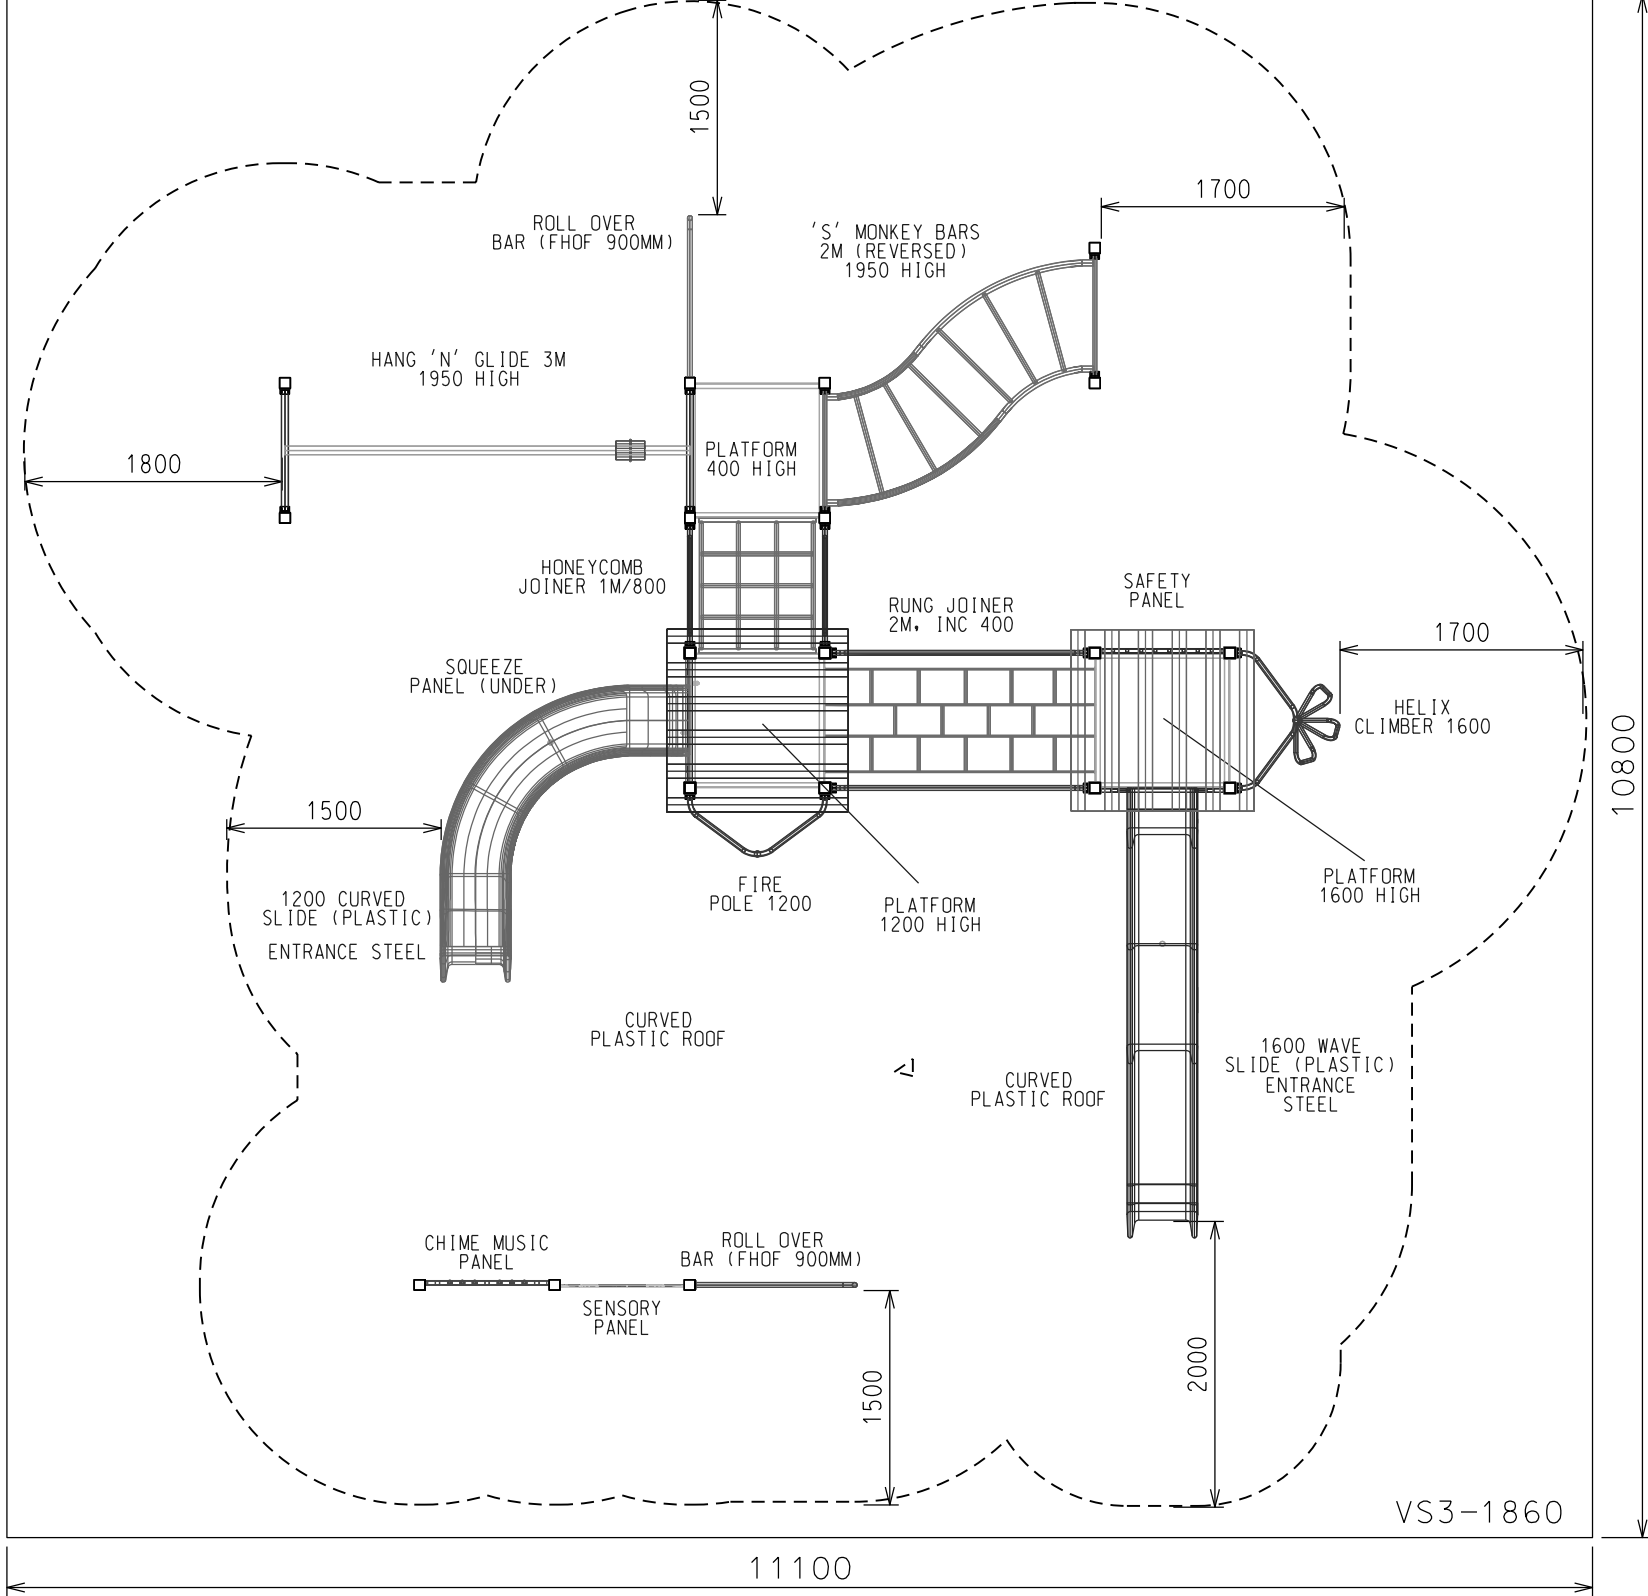 1500
1700
ROLL OVER
BAR (FHOF 900MM)
'S' MONKEY BARS
2M (REVERSED)
1950 HIGH
HANG 'N' GLIDE 3M
1950 HIGH
1800
PLATFORM
400 HIGH
HONEYCOMB
JOINER 1M/800
SAFETY
PANEL
RUNG JOINER
2M, INC 400
1700
SQUEEZE
PANEL (UNDER)
HELIX
CLIMBER 1600
10800
1500
FIRE
POLE 1200
PLATFORM
1200 HIGH
PLATFORM
1600 HIGH
1200 CURVED
SLIDE (PLASTIC)
ENTRANCE STEEL
CURVED
PLASTIC ROOF
CURVED
PLASTIC ROOF
1600 WAVE
SLIDE (PLASTIC)
ENTRANCE
STEEL
CHIME MUSIC
PANEL
ROLL OVER
BAR (FHOF 900MM)
SENSORY
PANEL
1500
2000
VS3-1860
11100